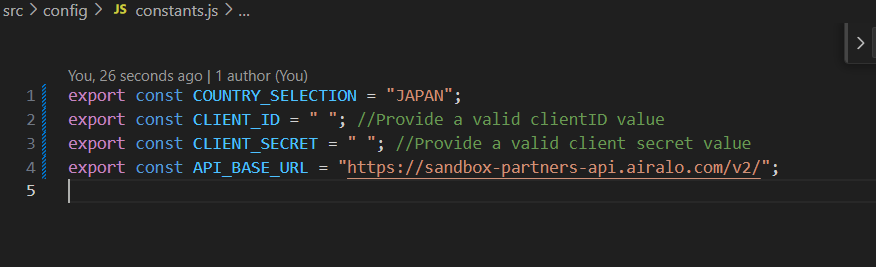 src > config > JS constants.js > ...
You, 26 seconds ago | 1 author (You)
1 export const COUNTRY_SELECTION = "JAPAN";
2 export const CLIENT_ID = " "; //Provide a valid clientID value
3 export const CLIENT_SECRET = " "; //Provide a valid client secret value
4 export const API_BASE_URL = "https://sandbox-partners-api.airalo.com/v2/";
5